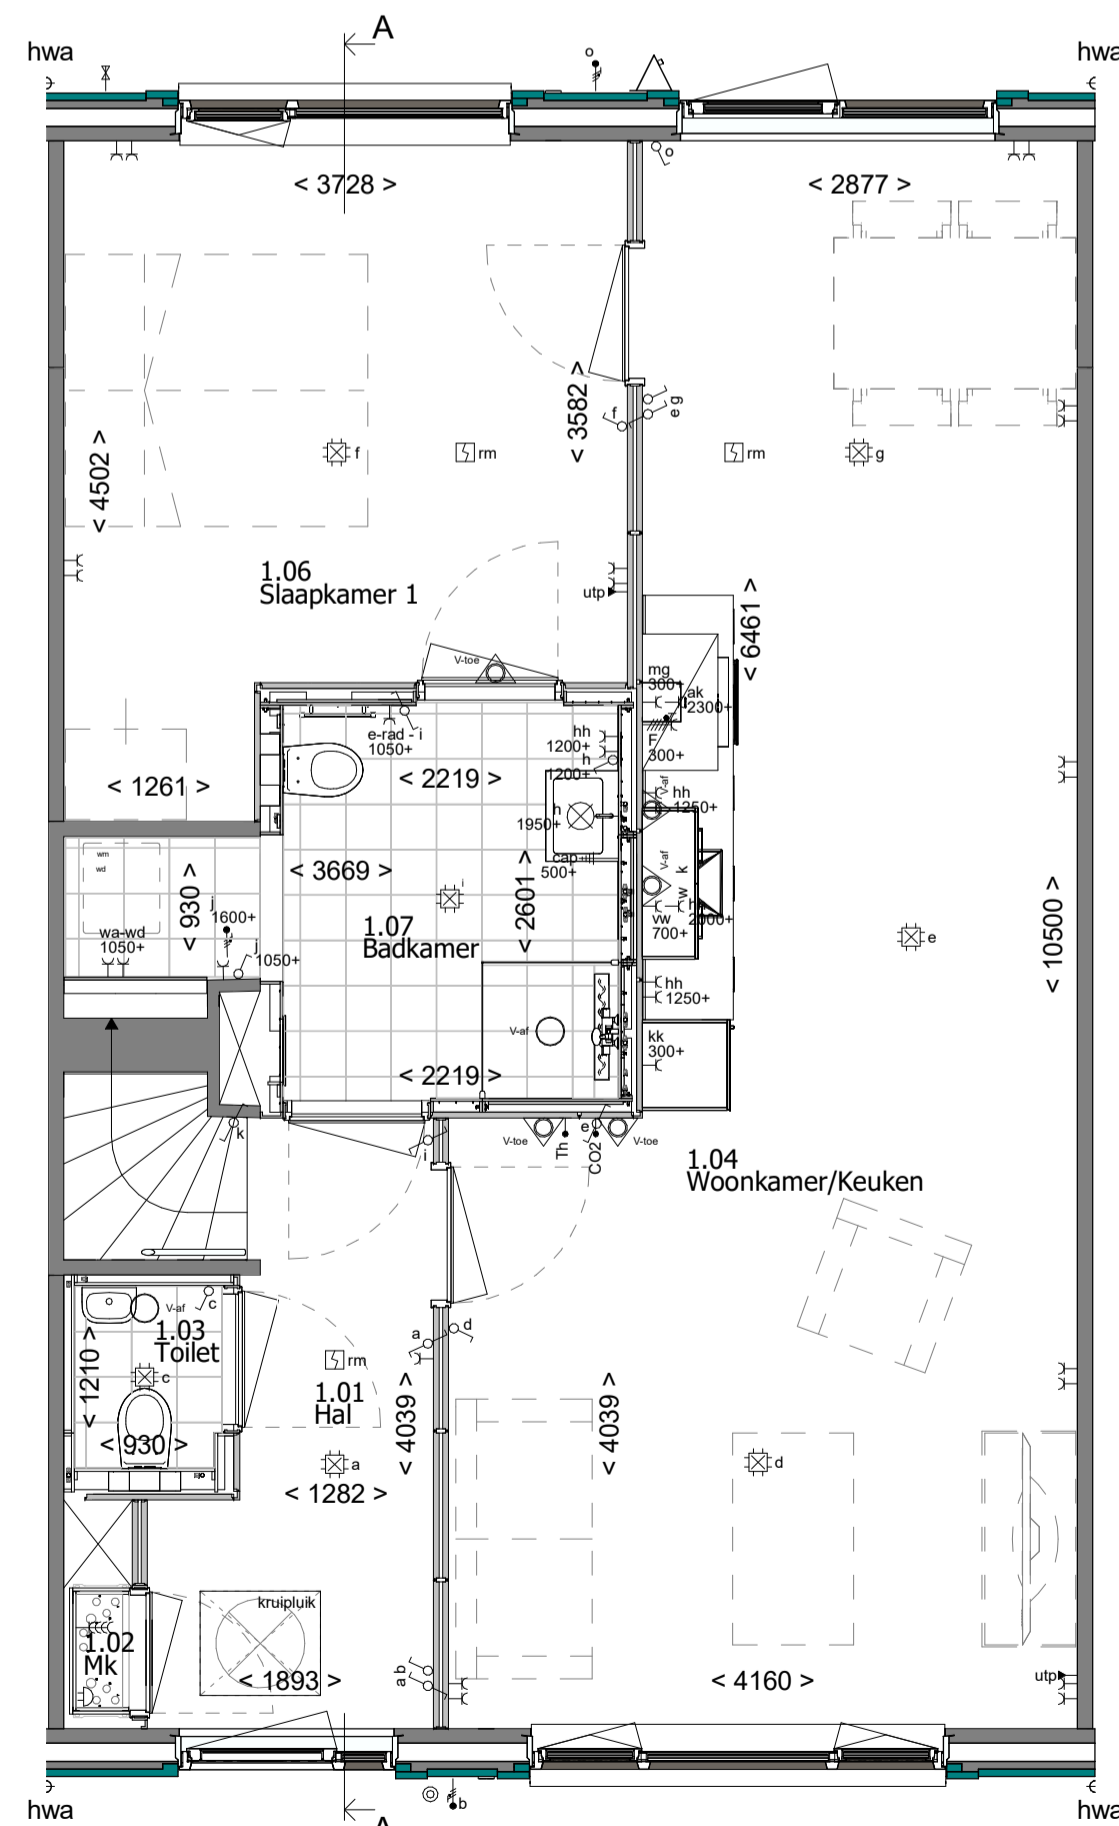 A
hwa
hwa
o
o
< 3728 >
< 2877 >
< 3582 >
f
e g
f
rm
rm
g
< 4502 >
1.06
Slaapkamer 1
utp
< 6461 >
V-toe
mg
300+
ak
2300+
F
300+
e-rad - i
1050+
hh
1200+
h
1200+
< 1261 >
< 2219 >
V-af
hh
1250+
h
1950+
cap
500+
wm
wd
< 930 >
< 3669 >
< 2601 >
i
V-af
k
w
vw
700+
j
1600+
1.07
Badkamer
wa-wd
1050+
j
1050+
e
< 10500 >
hh
1250+
V-af
kk
300+
< 2219 >
k
i
V-toe
Th
e
CO2
V-toe
1.04
Woonkamer/Keuken
V-af
c
1.03
Toilet
a
d
< 1210 >
c
rm
1.01
Hal
< 4039 >
< 4039 >
< 930 >
a
d
< 1282 >
kruipluik
1.02
Mk
< 1893 >
a b
< 4160 >
utp
b
hwa
A
hwa